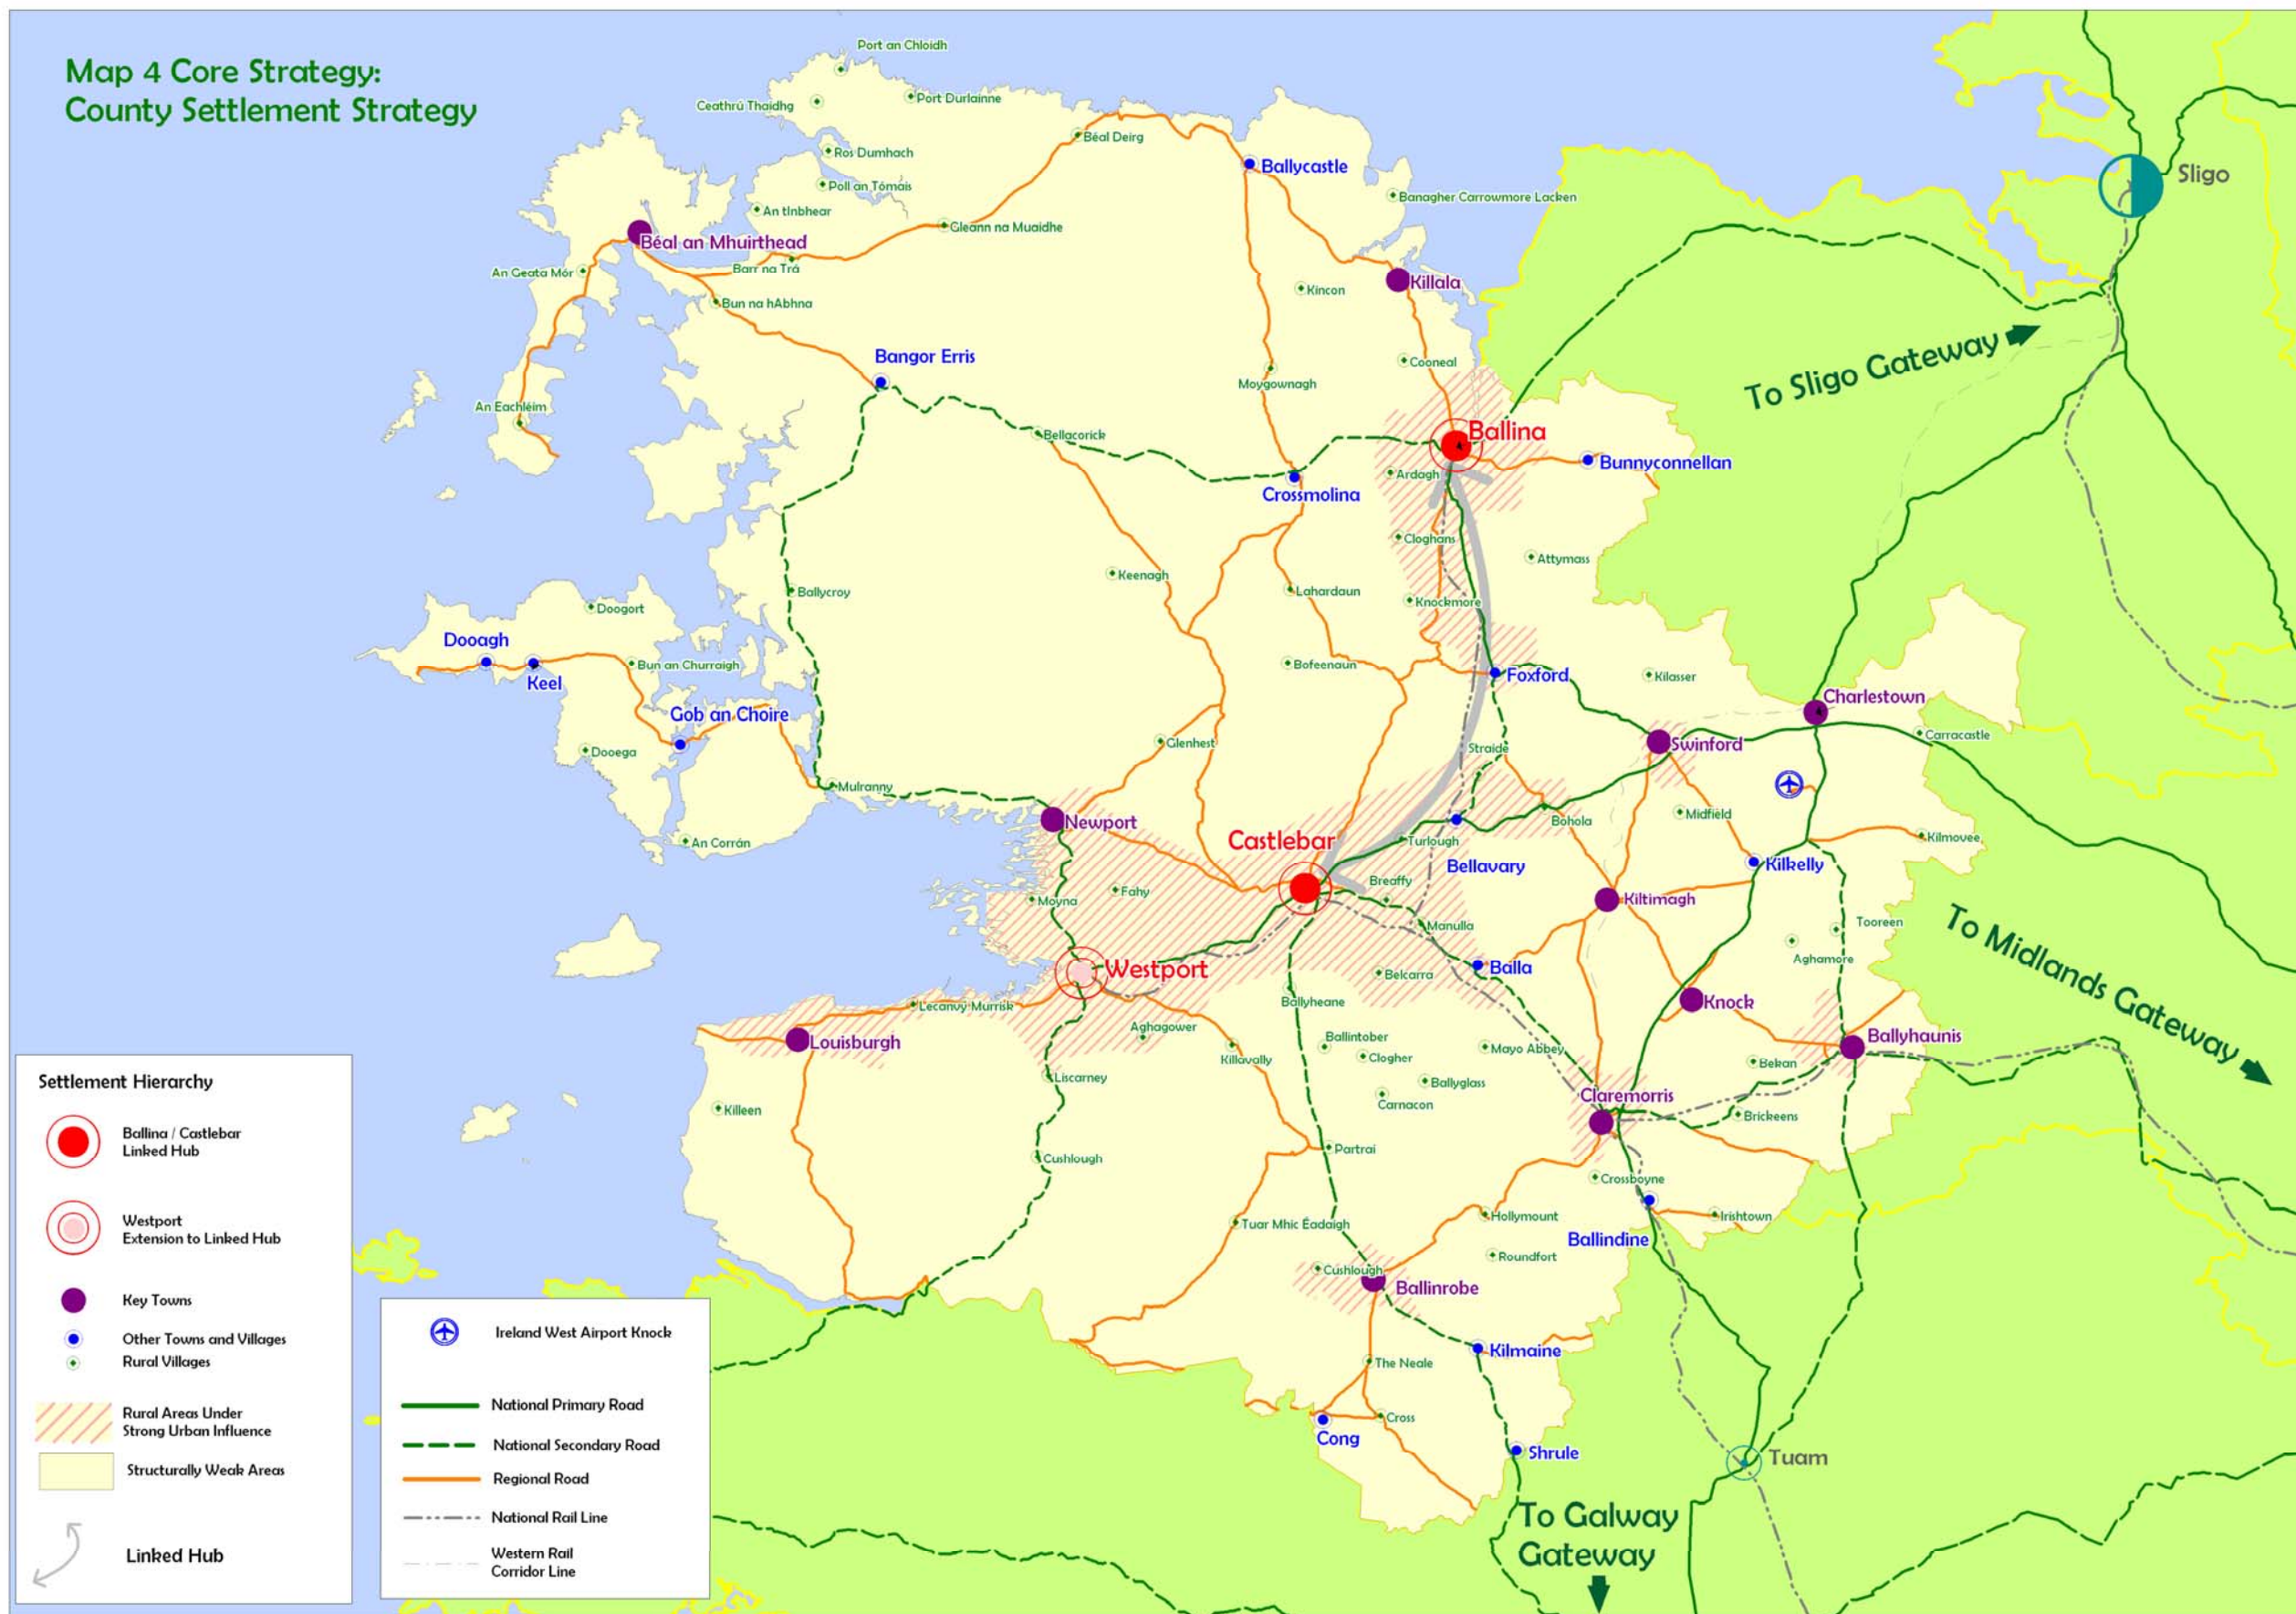 Map 4 Core Strategy:
County Settlement Strategy
Port an Chloidh
Ceathrú Thaidhg
Port Durlainne
Béal Deirg
Ros Dumhach
Poll an Tómais
An tInbhear
Gleann na Muaidhe
Béal an Mhuirthead
Barr na Trá
An Geata Mór
Bun na hAbhna
An Eachléim
Bangor Erris
Ballycastle
Banagher Carrowmore Lacken
Kincon
Killala
Cooneal
Moygownagh
Sligo
To Sligo Gateway
Bellacorick
Crossmolina
Ballina
Ardagh
Bunnyconnellan
Cloghans
Attymass
Keenagh
Lahardaun
Knockmore
Ballycroy
Doogort
Dooagh
Keel
Bun an Churraigh
Gob an Choire
Dooega
An Corrán
Mulranny
Bofeenaun
Foxford
Kilasser
Charlestown
Carracastle
Swinford
Glenhest
Straide
Newport
Castlebar
Turlough
Bellavary
Bohola
Midfield
Kilmovee
Kilkelly
Breaffy
Fahy
Moyna
Manulla
Kiltimagh
Tooreen
Aghamore
To Midlands Gateway
Westport
Belcarra
Balla
Knock
Ballyheane
Lecanvy Murrisk
Louisburgh
Aghagower
Killavally
Ballintober
Clogher
Mayo Abbey
Ballyglass
Carnacon
Ballyhaunis
Bekan
Claremorris
Brickeens
Liscarney
Killeen
Cushlough
Partrai
Crossboyne
Tuar Mhic Éadaigh
Hollymount
Irishtown
Ballindine
Roundfort
Cushlough
Ballinrobe
Kilmaine
The Neale
Cross
Cong
Shrule
Tuam
To Galway
Gateway
Settlement Hierarchy
Ballina / Castlebar
Linked Hub
Westport
Extension to Linked Hub
Key Towns
Other Towns and Villages
Rural Villages
Rural Areas Under
Strong Urban Influence
Structurally Weak Areas
Linked Hub
Ireland West Airport Knock
National Primary Road
National Secondary Road
Regional Road
National Rail Line
Western Rail
Corridor Line